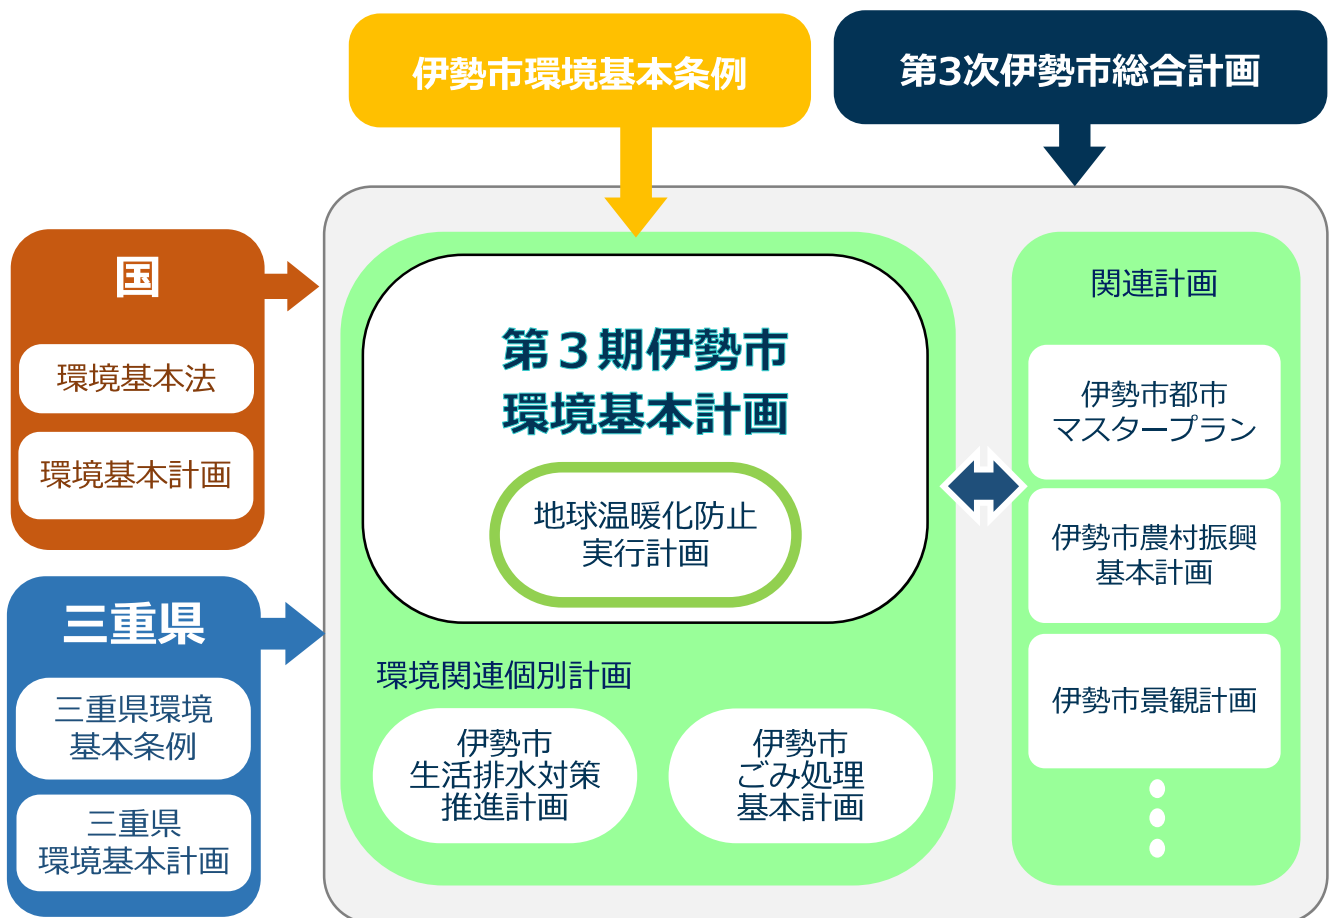 伊勢市環境基本条例
第3次伊勢市総合計画
国
環境基本法
環境基本計画
三重県
三重県環境
基本条例
三重県
環境基本計画
第３期伊勢市
環境基本計画
地球温暖化防止
実行計画
環境関連個別計画
伊勢市
生活排水対策
推進計画
伊勢市
ごみ処理
基本計画
関連計画
伊勢市都市
マスタープラン
伊勢市農村振興
基本計画
伊勢市景観計画